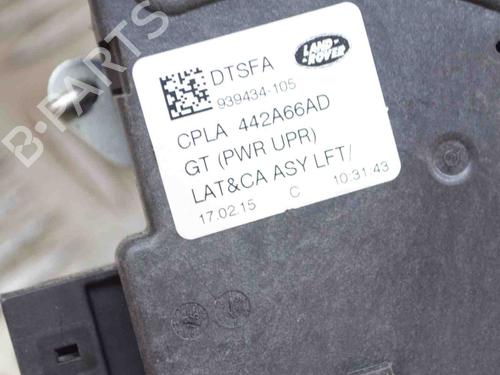 B-PARTS
DTSFA
LAND
ROVER
939434-105
CPLA 442A66AD
GT (PWR UPR)
LAT&CA ASY LFT/
17.02.15 C 10:31:43